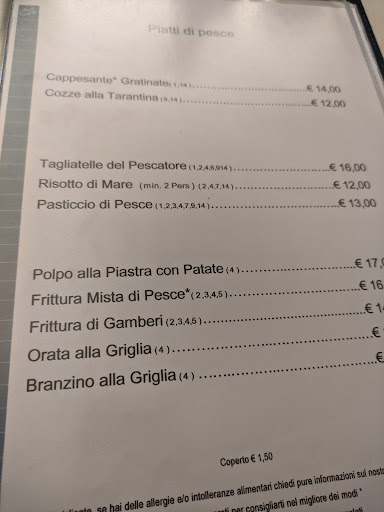 Piatti di pesce
Cappesante* Gratinate(1,14)......................................€ 14,00
Cozze alla Tarantina (9,14) ......................................€ 12,00
Tagliatelle del Pescatore (1,2,4,6,914) ...........................€ 16,00
Risotto di Mare (min. 2 Pers) (2,4,7,14)..........................€ 12,00
Pasticcio di Pesce (1,2,3,4,7,9,14)................................€ 13,00
Polpo alla Piastra con Patate (4)........................€ 17,0
Frittura Mista di Pesce*(2,3,4,5)..............................€ 16
Frittura di Gamberi (2,3,4,5).................................€ 14
Orata alla Griglia (4)..........................................€
Branzino alla Griglia (4) .....................................€
Coperto € 1,50
se hai delle allergie e/o intolleranze alimentari chiedi pure informazioni sul nost
per consigliarti nel migliore dei modi "